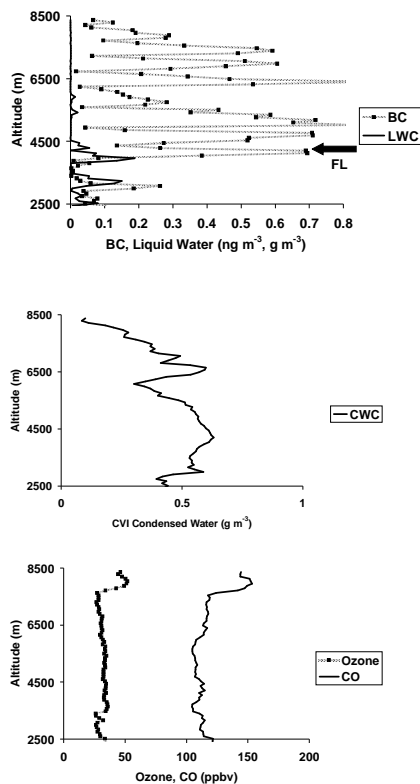 8500
6500
4500
2500
Altitude (m)
BC
LWC
FL
0 0.1 0.2 0.3 0.4 0.5 0.6 0.7 0.8
BC, Liquid Water (ng m-3, g m-3)
8500
6500
4500
2500
Altitude (m)
CWC
0 0.5 1
CVI Condensed Water (g m-3)
8500
6500
4500
2500
Altitude (m)
Ozone
CO
0 50 100 150 200
Ozone, CO (ppbv)